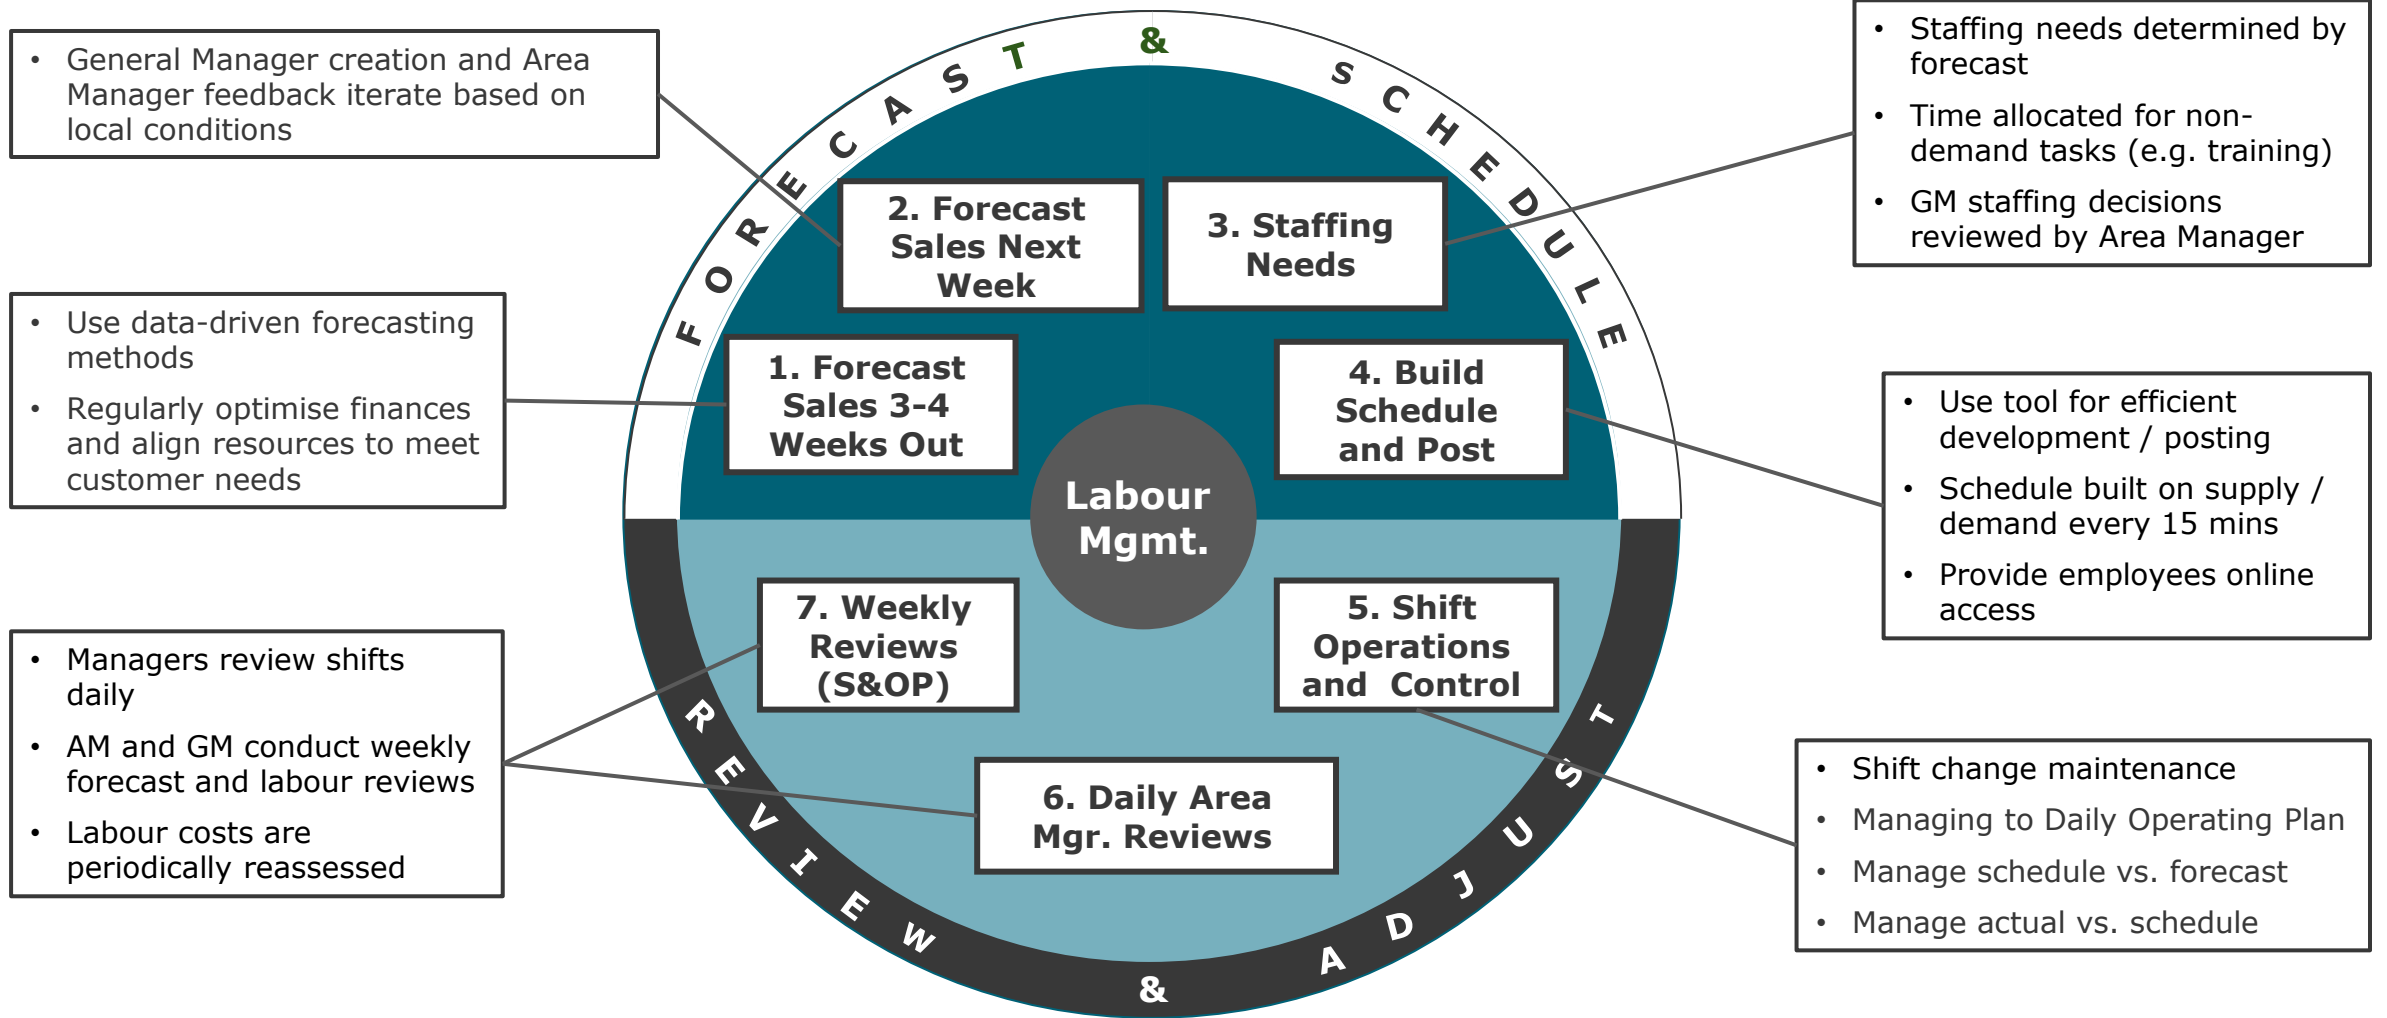 FORECAST & SCHEDULE
• General Manager creation and Area
Manager feedback iterate based on
local conditions
• Use data-driven forecasting
methods
• Regularly optimise finances
and align resources to meet
customer needs
• Managers review shifts
daily
• AM and GM conduct weekly
forecast and labour reviews
• Labour costs are
periodically reassessed
2. Forecast
Sales Next
Week
3. Staffing
Needs
1. Forecast
Sales 3-4
Weeks Out
4. Build
Schedule
and Post
Labour
Mgmt.
7. Weekly
Reviews
(S&OP)
5. Shift
Operations
and  Control
6. Daily Area
Mgr. Reviews
REVIEW & ADJUST
• Staffing needs determined by
forecast
• Time allocated for non-
demand tasks (e.g. training)
• GM staffing decisions
reviewed by Area Manager
• Use tool for efficient
development / posting
• Schedule built on supply /
demand every 15 mins
• Provide employees online
access
• Shift change maintenance
• Managing to Daily Operating Plan
• Manage schedule vs. forecast
• Manage actual vs. schedule